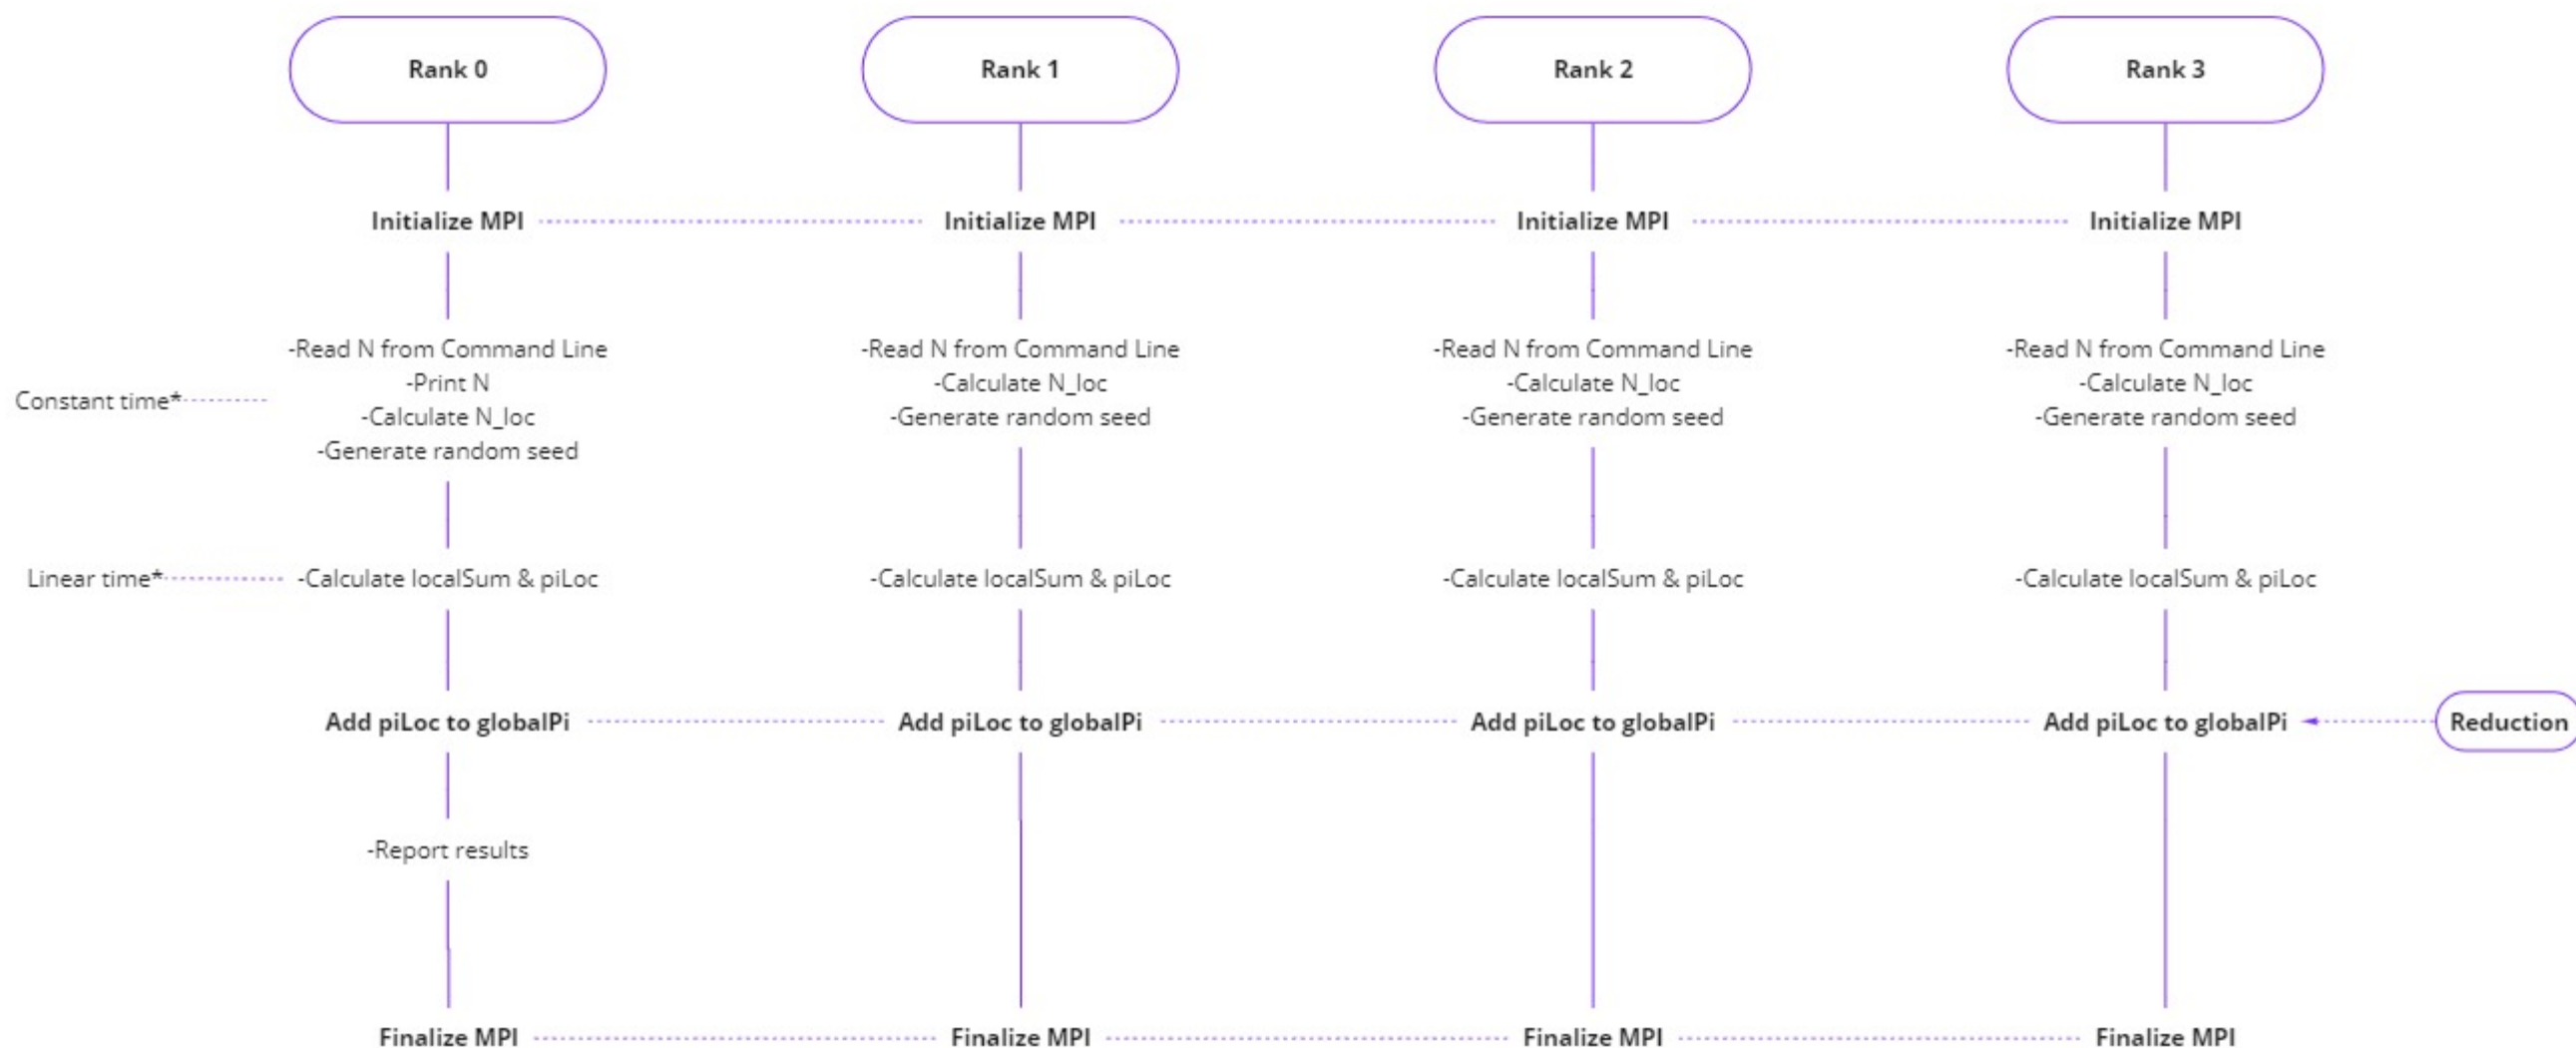 Rank 0
Rank 1
Rank 2
Rank 3
Initialize MPI
Initialize MPI
Initialize MPI
Initialize MPI
Constant time*
-Read N from Command Line
-Print N
-Calculate N_loc
-Generate random seed
-Read N from Command Line
-Calculate N_loc
-Generate random seed
-Read N from Command Line
-Calculate N_loc
-Generate random seed
-Read N from Command Line
-Calculate N_loc
-Generate random seed
Linear time*
-Calculate localSum & piLoc
-Calculate localSum & piLoc
-Calculate localSum & piLoc
-Calculate localSum & piLoc
Add piLoc to globalPi
Add piLoc to globalPi
Add piLoc to globalPi
Add piLoc to globalPi
Reduction
-Report results
Finalize MPI
Finalize MPI
Finalize MPI
Finalize MPI